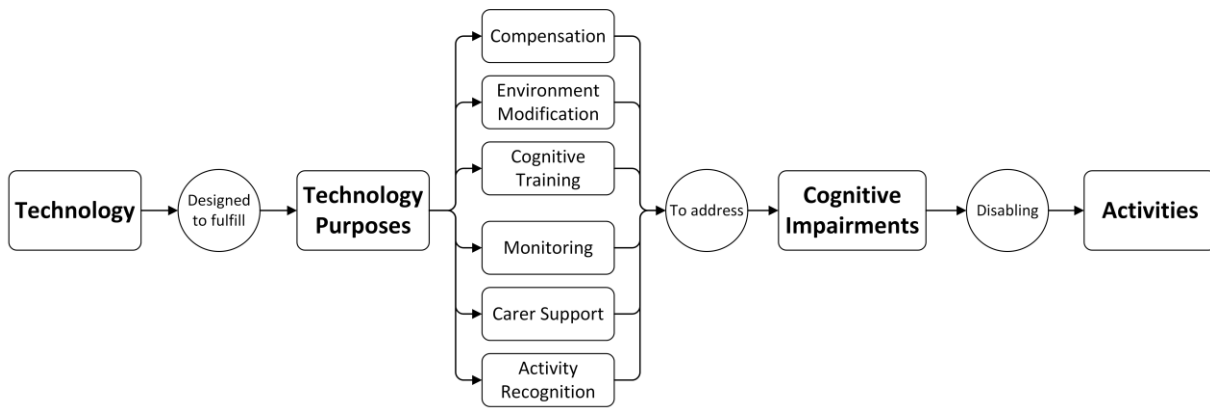 Technology
Designed
to fulfill
Technology
Purposes
Compensation
Environment
Modification
Cognitive
Training
Monitoring
Carer Support
Activity
Recognition
To address
Cognitive
Impairments
Disabling
Activities